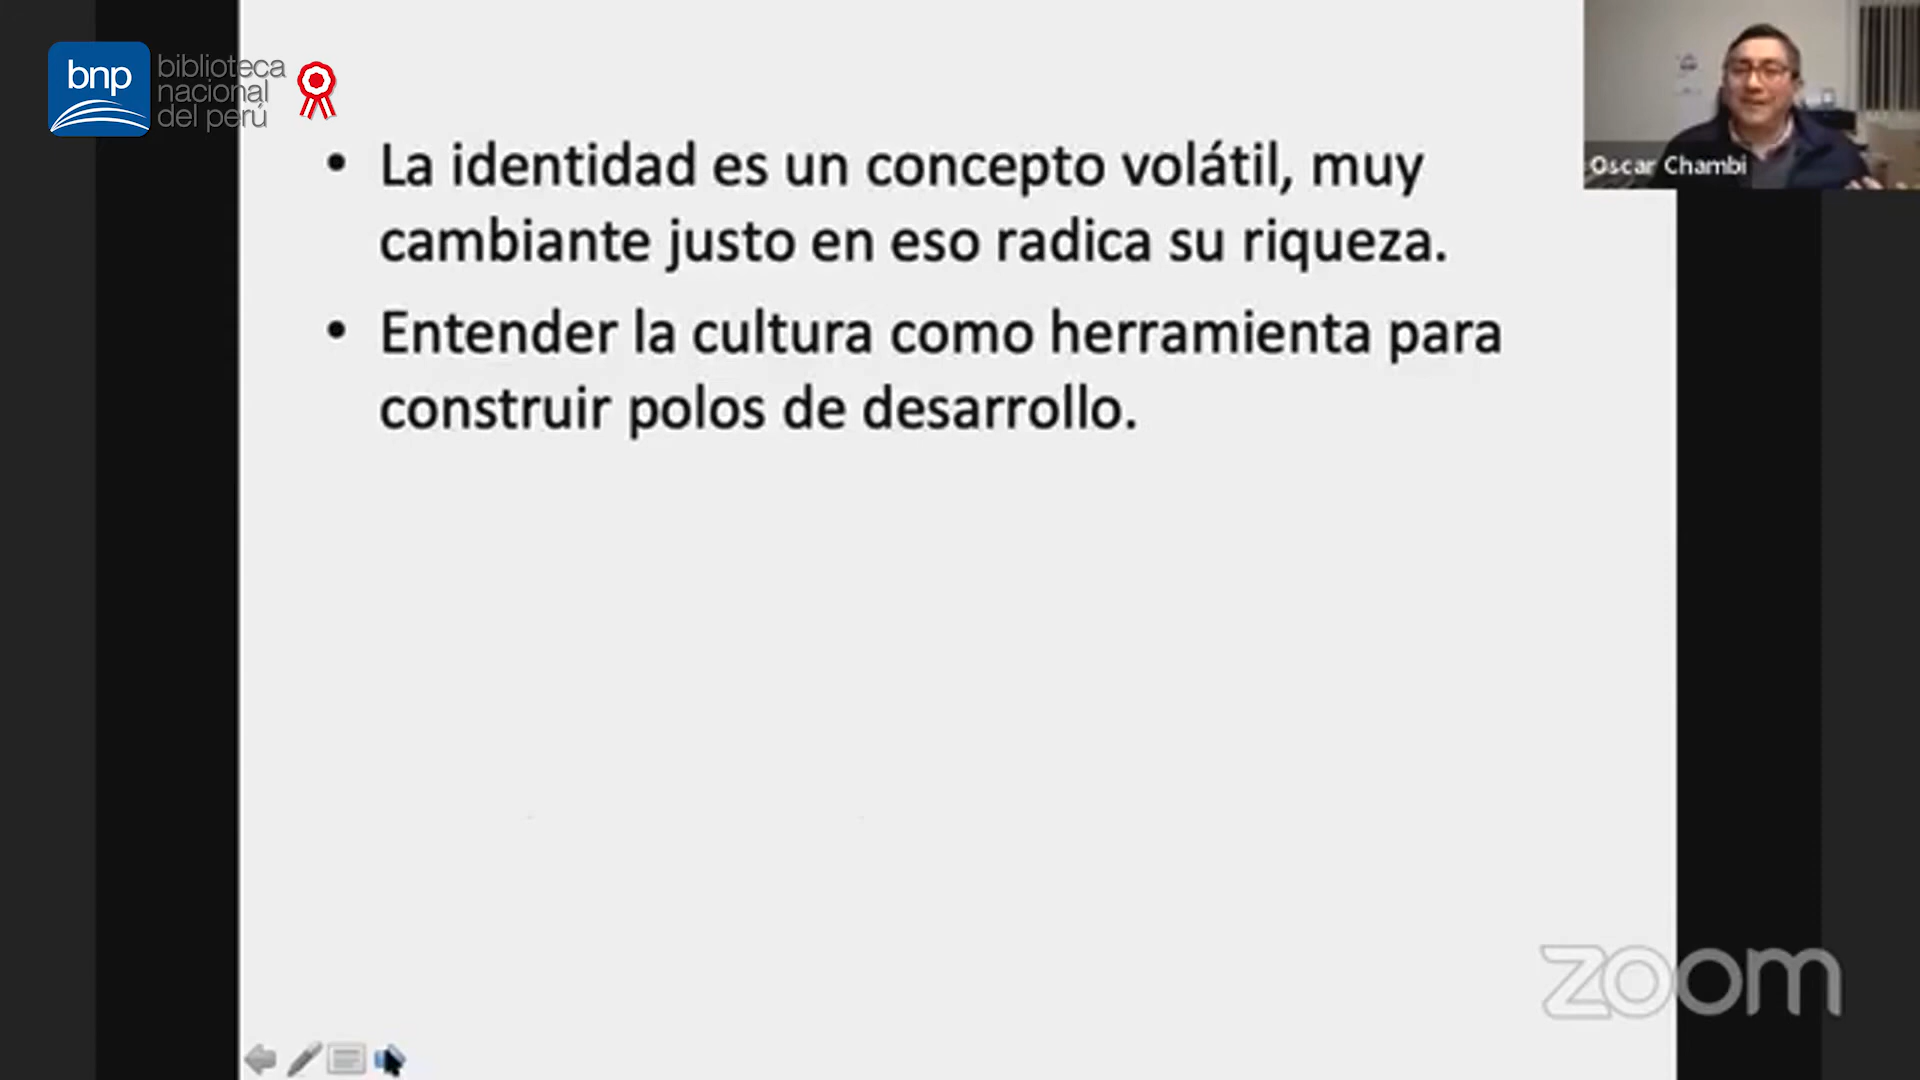 bnp
biblioteca
nacional
del perú
• La identidad es un concepto volátil, muy
cambiante justo en eso radica su riqueza.
• Entender la cultura como herramienta para
construir polos de desarrollo.
Oscar Chambi
zoom